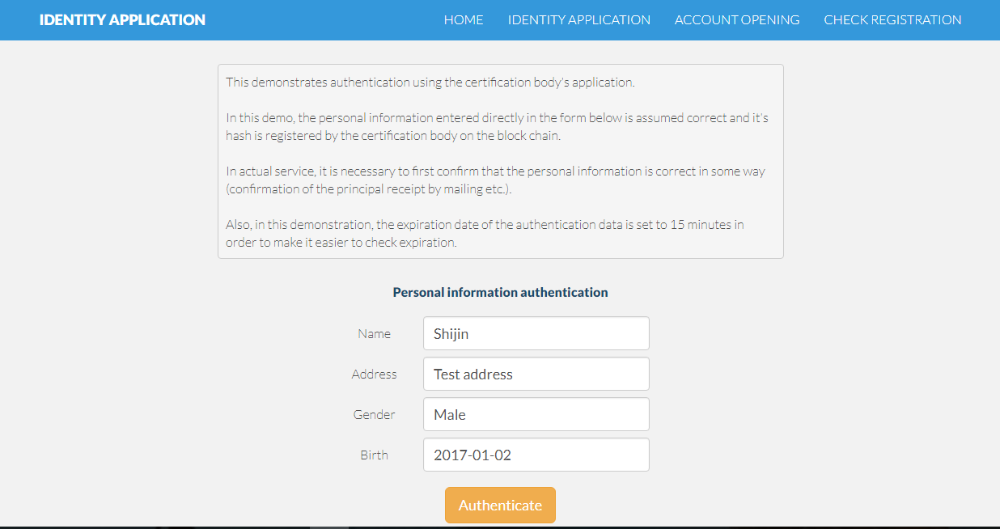 IDENTITY APPLICATION
HOME
IDENTITY APPLICATION
ACCOUNT OPENING
CHECK REGISTRATION
This demonstrates authentication using the certification body's application.
In this demo, the personal information entered directly in the form below is assumed correct and it's
hash is registered by the certification body on the block chain.
In actual service, it is necessary to first confirm that the personal information is correct in some way
(confirmation of the principal receipt by mailing etc.).
Also, in this demonstration, the expiration date of the authentication data is set to 15 minutes in
order to make it easier to check expiration.
Personal information authentication
Name
Shijin
Address
Test address
Gender
Male
Birth
2017-01-02
Authenticate